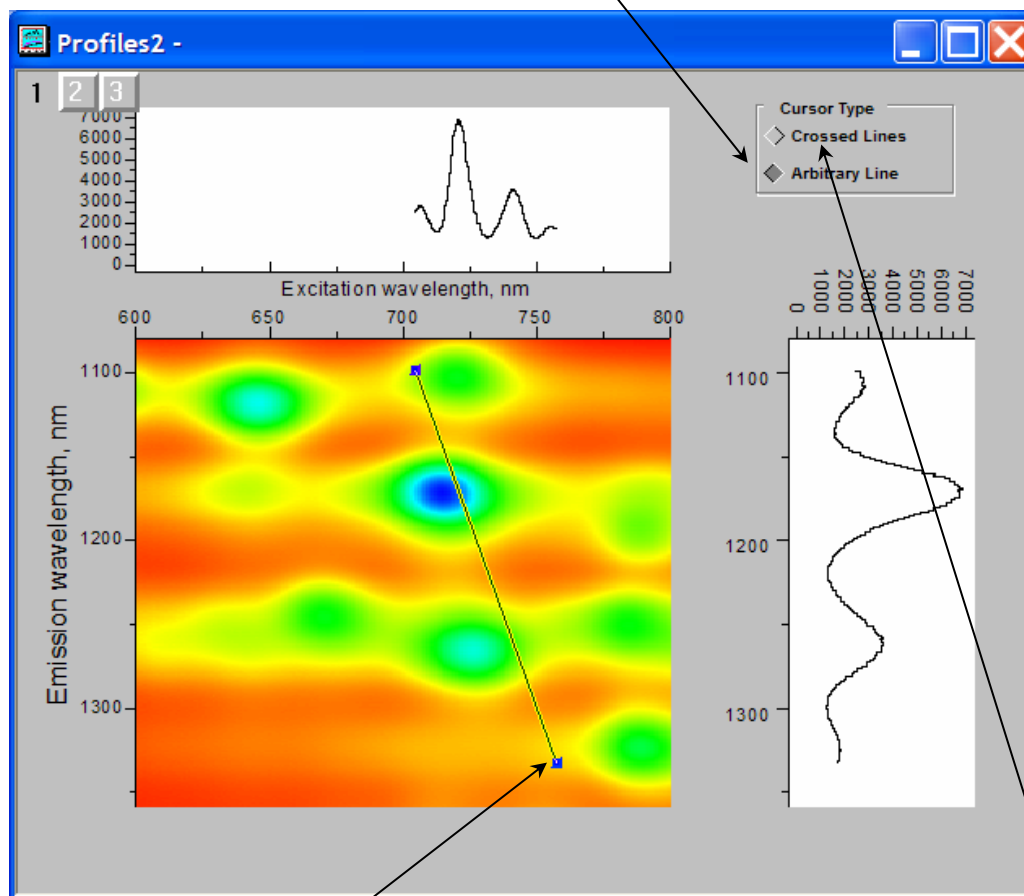 Profiles2 -
1 2 3
7000
6000
5000
4000
3000
2000
1000
0
Excitation wavelength, nm
600 650 700 750 800
Emission wavelength, nm
1100
1200
1300
Cursor Type
Crossed Lines
Arbitrary Line
0 1000 2000 3000 4000 5000 6000 7000
1100
1200
1300